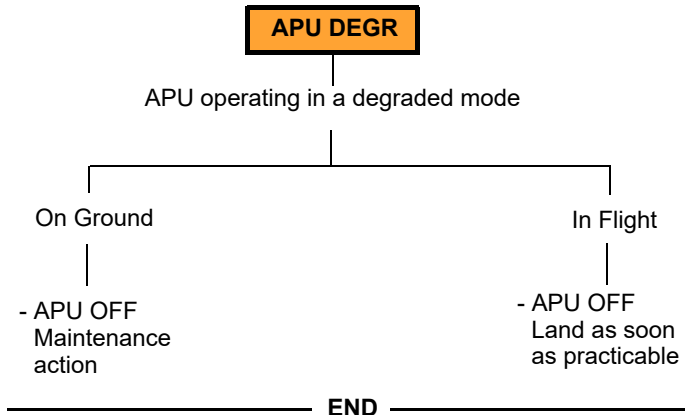 APU DEGR
APU operating in a degraded mode
On Ground
- APU OFF
Maintenance
action
In Flight
- APU OFF
Land as soon
as practicable
END